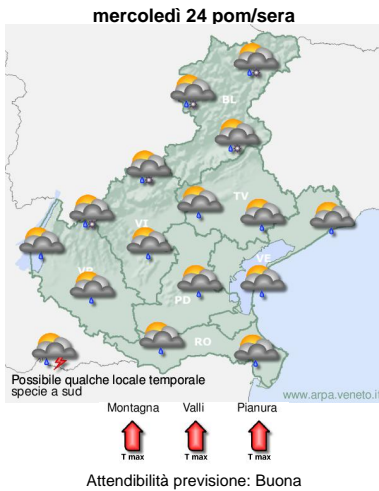 mercoledì 24 pom/sera
BL
TV
VI
VR
VE
PD
RO
Possibile qualche locale temporale
specie a sud
www.arpa.veneto.it
Montagna Valli Pianura
T max T max T max
Attendibilità previsione: Buona